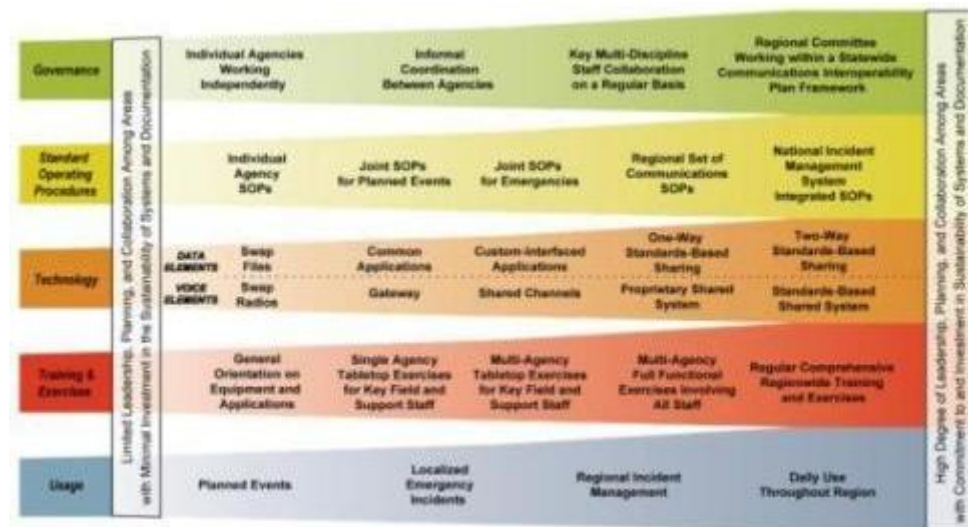 Governance
Limited Leadership, Planning, and Collaboration Among Areas
with Minimal Investment in the Sustainability of Systems and Documentation
Individual Agencies
Working
Independently
Informal
Coordination
Between Agencies
Key Multi-Discipline
Staff Collaboration
on a Regular Basis
Regional Committee
Working within a Statewide
Communications Interoperability
Plan Framework
High Degree of Leadership, Planning, and Collaboration Among Areas
with Commitment to and Investment in Sustainability of Systems and Documentation
Standard
Operating
Procedures
Individual
Agency
SOPs
Joint SOPs
for Planned Events
Joint SOPs
for Emergencies
Regional Set of
Communications
SOPs
National Incident
Management
System
Integrated SOPs
Technology
DATA
ELEMENTS
Swap
Files
Common
Applications
Custom-Interfaced
Applications
One-Way
Standards-Based
Sharing
Two-Way
Standards-Based
Sharing
VOICE
ELEMENTS
Swap
Radios
Gateway
Shared Channels
Proprietary Shared
System
Standards-Based
Shared System
Training &
Exercises
General
Orientation on
Equipment and
Applications
Single Agency
Tabletop Exercises
for Key Field and
Support Staff
Multi-Agency
Tabletop Exercises
for Key Field and
Support Staff
Multi-Agency
Full Functional
Exercises Involving
All Staff
Regular Comprehensive
Regionwide Training
and Exercises
Usage
Planned Events
Localized
Emergency
Incidents
Regional Incident
Management
Daily Use
Throughout Region